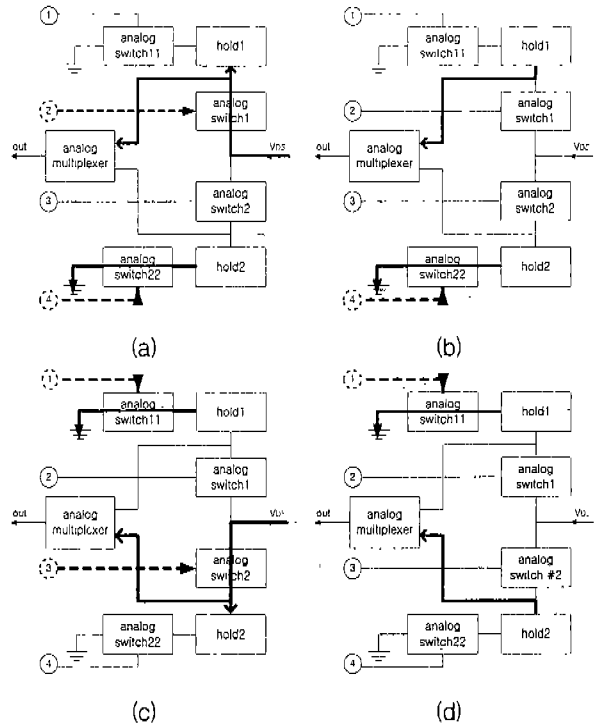 1
analog
switch11
hold1
2
analog
switch1
out
analog
multiplexer
3
analog
switch2
4
analog
switch22
hold2
(a)
1
analog
switch11
hold1
2
analog
switch1
out
analog
multiplexer
3
analog
switch2
4
analog
switch22
hold2
(b)
1
analog
switch11
hold1
2
analog
switch1
out
analog
multiplexer
3
analog
switch2
4
analog
switch22
hold2
(c)
1
analog
switch11
hold1
2
analog
switch1
out
analog
multiplexer
3
analog
switch #2
4
analog
switch22
hold2
(d)